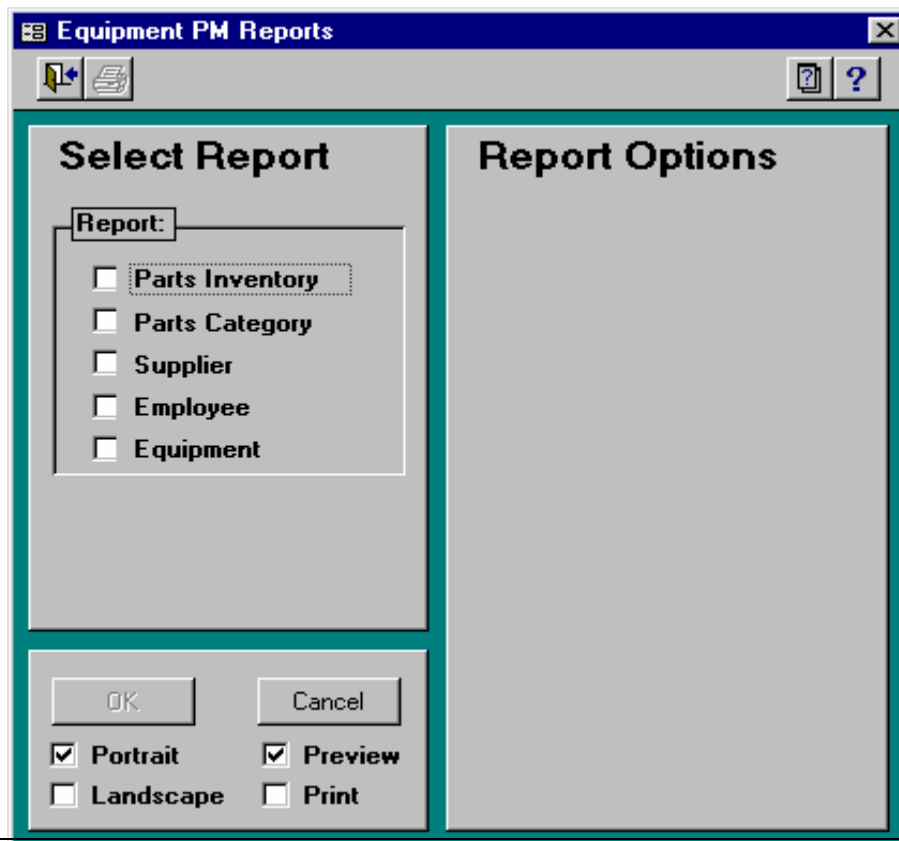 Equipment PM Reports
?
?
Select Report
Report:
Parts Inventory
Parts Category
Supplier
Employee
Equipment
Report Options
OK
Cancel
Portrait
Preview
Landscape
Print